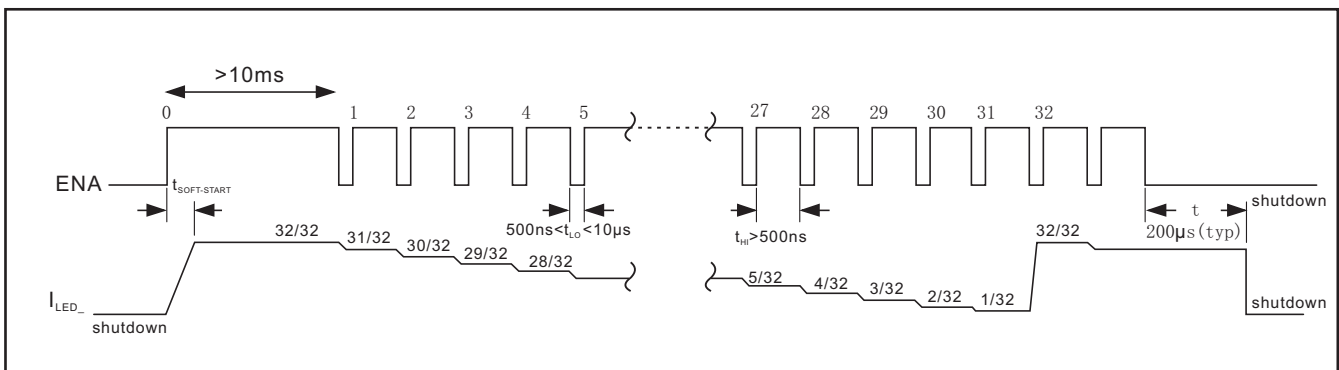 >10ms
0 1 2 3 4 5 27 28 29 30 31 32
ENA
tSOFT-START
shutdown
500ns<tLO<10µs
tHI>500ns
t
200µs(typ)
32/32 31/32 30/32 29/32 28/32 5/32 4/32 3/32 2/32 1/32 32/32
ILED_
shutdown
shutdown